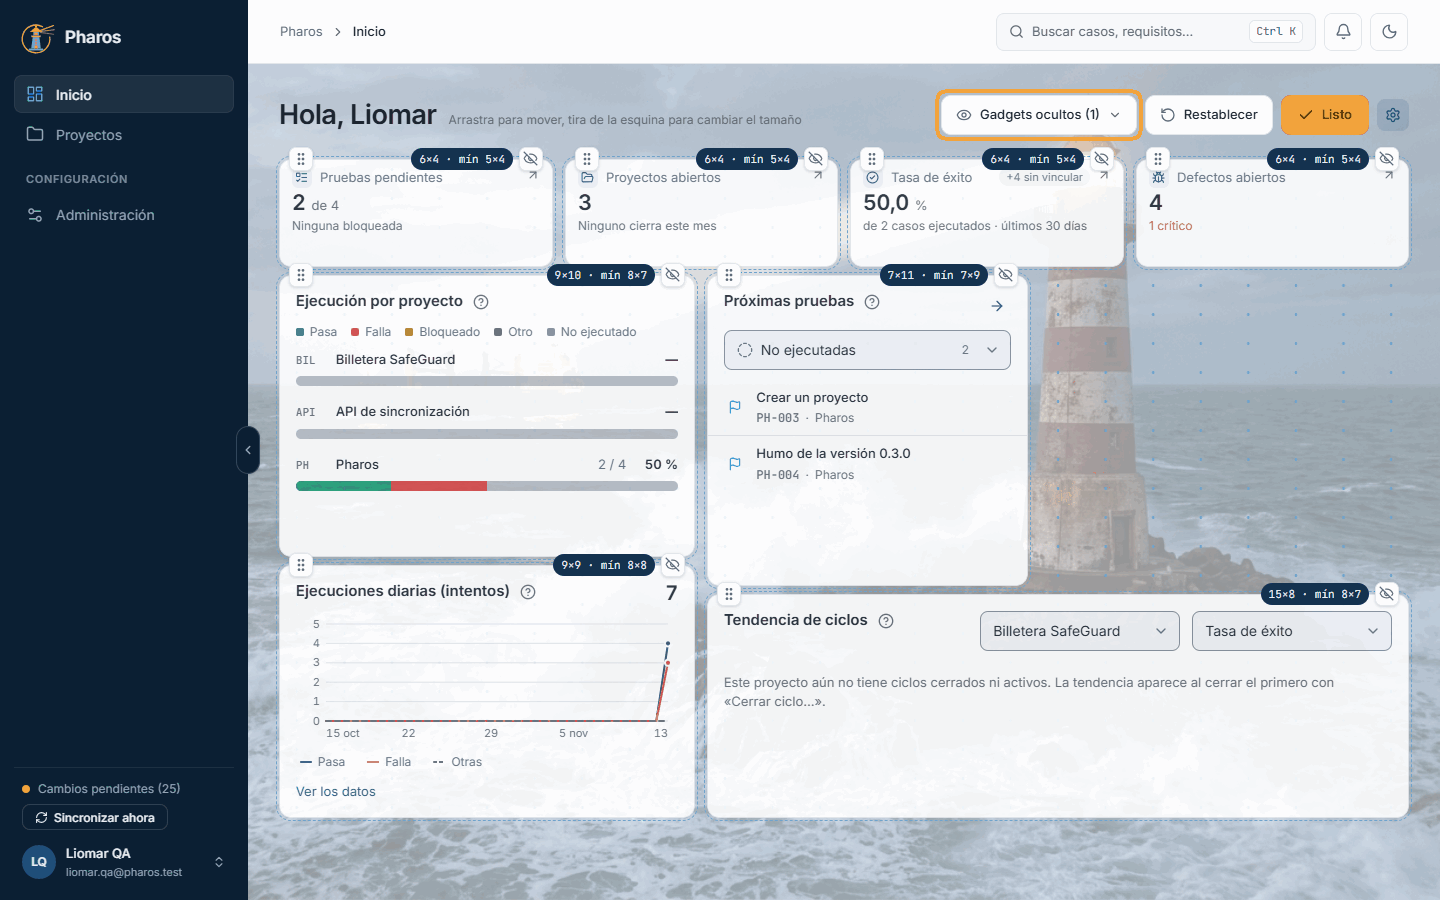 Pharos
Inicio
Proyectos
CONFIGURACIÓN
Administración
Cambios pendientes (25)
Sincronizar ahora
LQ
Liomar QA
liomar.qa@pharos.test
Pharos
Inicio
Buscar casos, requisitos...
Ctrl K
Hola, Liomar
Arrastra para mover, tira de la esquina para cambiar el tamaño
Gadgets ocultos (1)
Restablecer
Listo
6×4 · mín 5×4
Pruebas pendientes
2 de 4
Ninguna bloqueada
6×4 · mín 5×4
Proyectos abiertos
3
Ninguno cierra este mes
6×4 · mín 5×4
Tasa de éxito
+4 sin vincular
50,0 %
de 2 casos ejecutados · últimos 30 días
6×4 · mín 5×4
Defectos abiertos
4
1 crítico
9×10 · mín 8×7
Ejecución por proyecto
Pasa
Falla
Bloqueado
Otro
No ejecutado
BIL Billetera SafeGuard —
API API de sincronización —
PH Pharos 2 / 4 50 %
7×11 · mín 7×9
Próximas pruebas
No ejecutadas 2
Crear un proyecto
PH-003 · Pharos
Humo de la versión 0.3.0
PH-004 · Pharos
9×9 · mín 8×8
Ejecuciones diarias (intentos)
7
5
4
3
2
1
0
15 oct 22 29 5 nov 13
Pasa
Falla
Otras
Ver los datos
15×8 · mín 8×7
Tendencia de ciclos
Billetera SafeGuard
Tasa de éxito
Este proyecto aún no tiene ciclos cerrados ni activos. La tendencia aparece al cerrar el primero con
«Cerrar ciclo...».